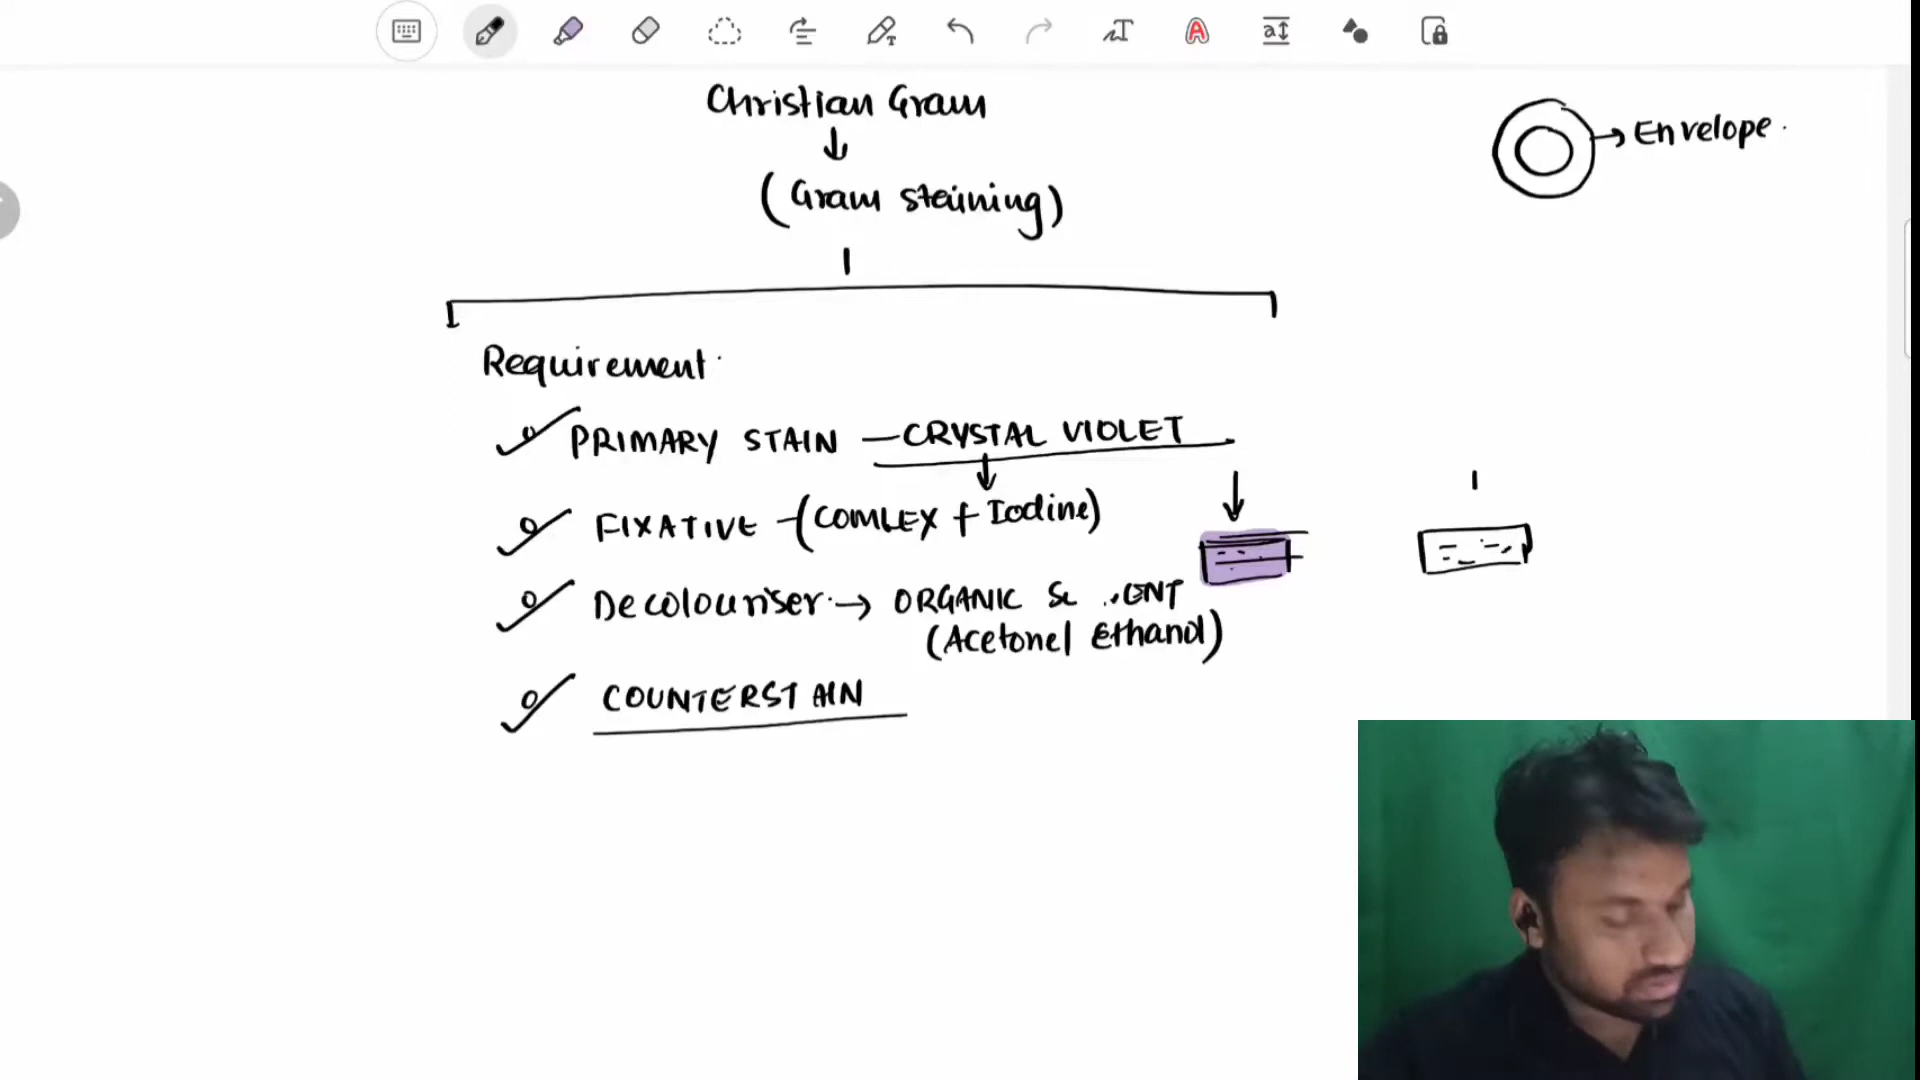 Christian Gram
(Gram staining)
Envelope.
Requirement.
PRIMARY STAIN - CRYSTAL VIOLET
FIXATIVE - (COMLEX + Iodine)
Decolouriser. → ORGANIC
(Acetone| Ethanol)
COUNTERSTAIN